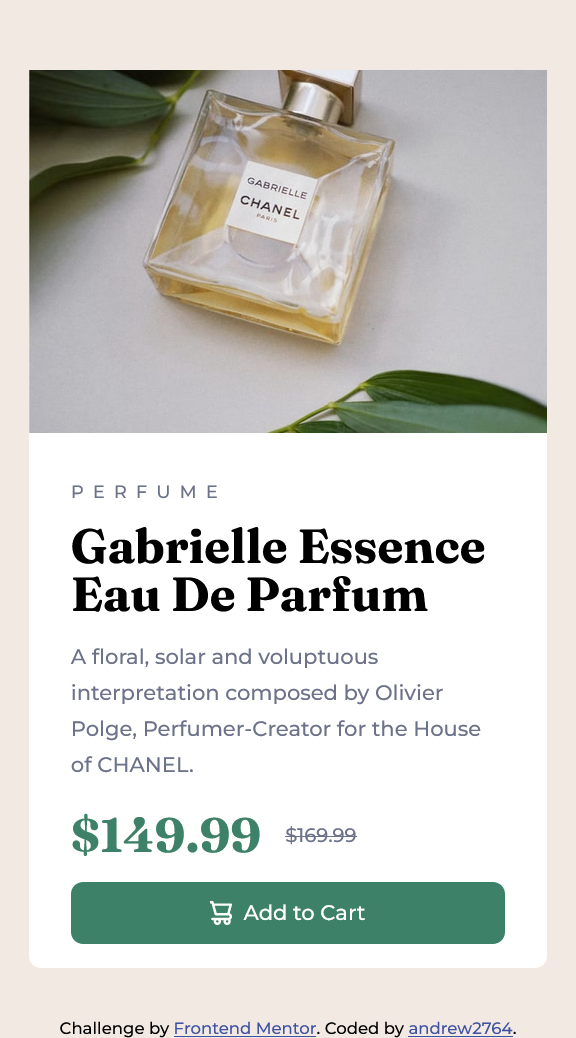 GABRIELLE
CHANEL
PARIS
PERFUME
Gabrielle Essence
Eau De Parfum
A floral, solar and voluptuous
interpretation composed by Olivier
Polge, Perfumer-Creator for the House
of CHANEL.
$149.99 $169.99
Add to Cart
Challenge by Frontend Mentor. Coded by andrew2764.